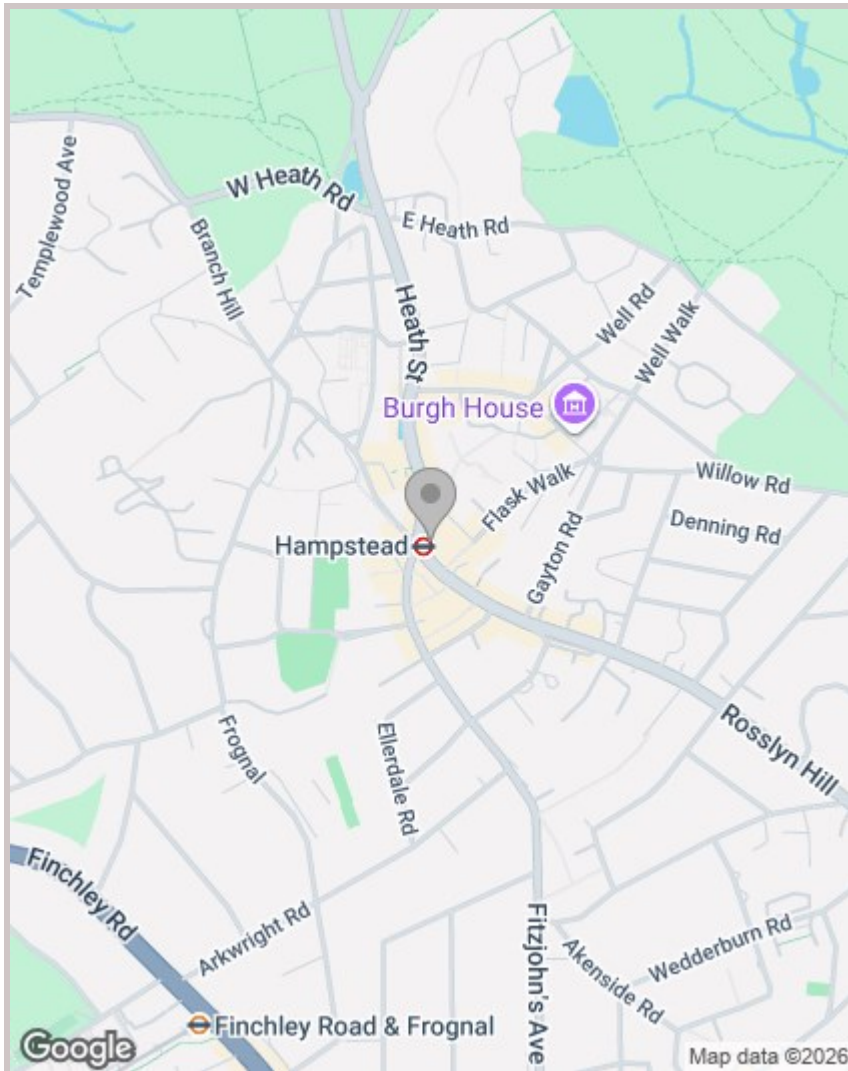 Templewood Ave
W Heath Rd
Branch Hill
E Heath Rd
Heath St
Well Rd
Well Walk
Burgh House
Willow Rd
Flask Walk
Denning Rd
Hampstead
Gayton Rd
Frognal
Ellerdale Rd
Rosslyn Hill
Finchley Rd
Arkwright Rd
Fitzjohn's Ave
Akenside Rd
Wedderburn Rd
Finchley Road & Frognal
Google
Map data ©2026